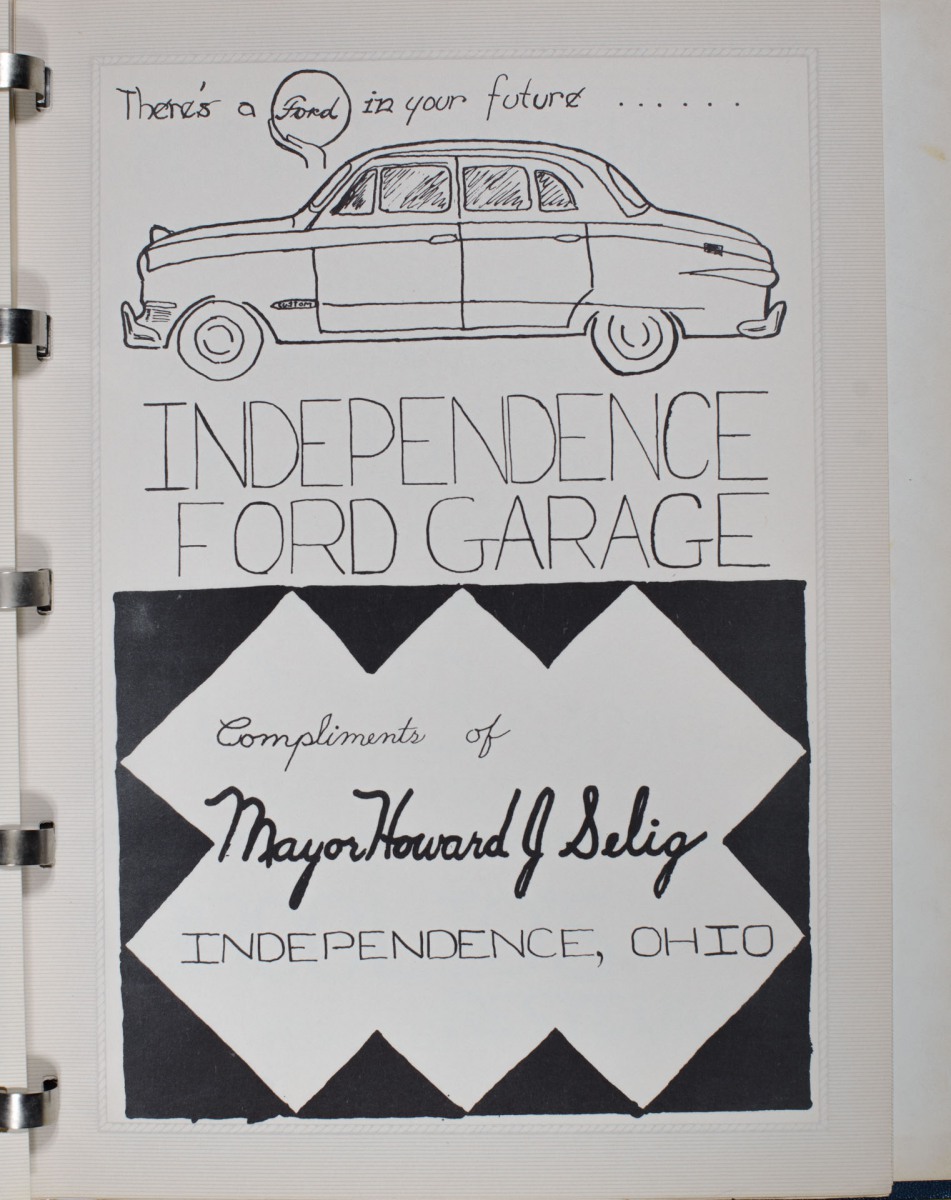 There's a Ford in your future ......
CUSTOM
INDEPENDENCE
FORD GARAGE
Compliments of
Mayor Howard J Selig
INDEPENDENCE, OHIO